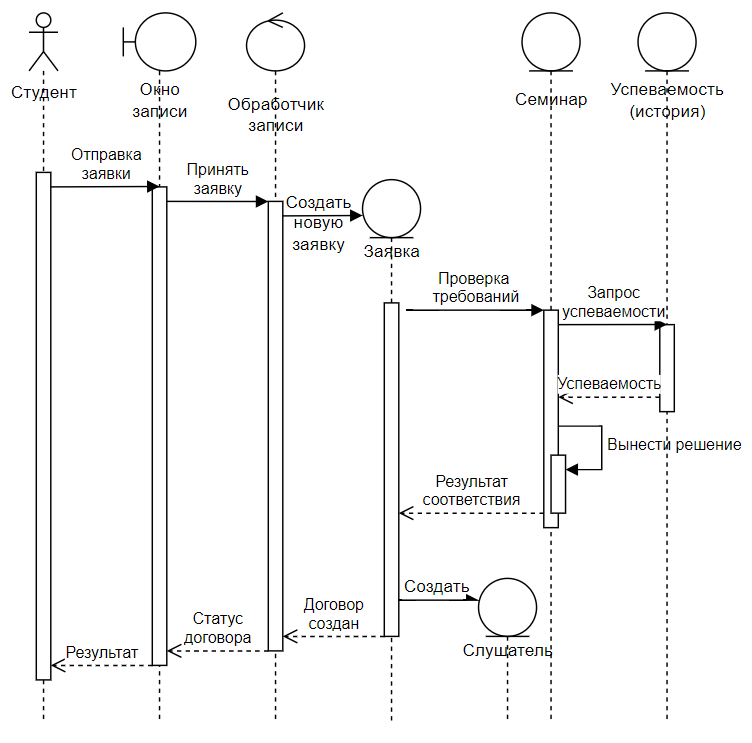 Студент
Окно
записи
Обработчик
записи
Семинар
Успеваемость
(история)
Отправка
заявки
Принять
заявку
Создать
новую
заявку
Заявка
Проверка
требований
Запрос
успеваемости
Успеваемость
Вынести решение
Результат
соответствия
Создать
Слушатель
Договор
создан
Статус
договора
Результат